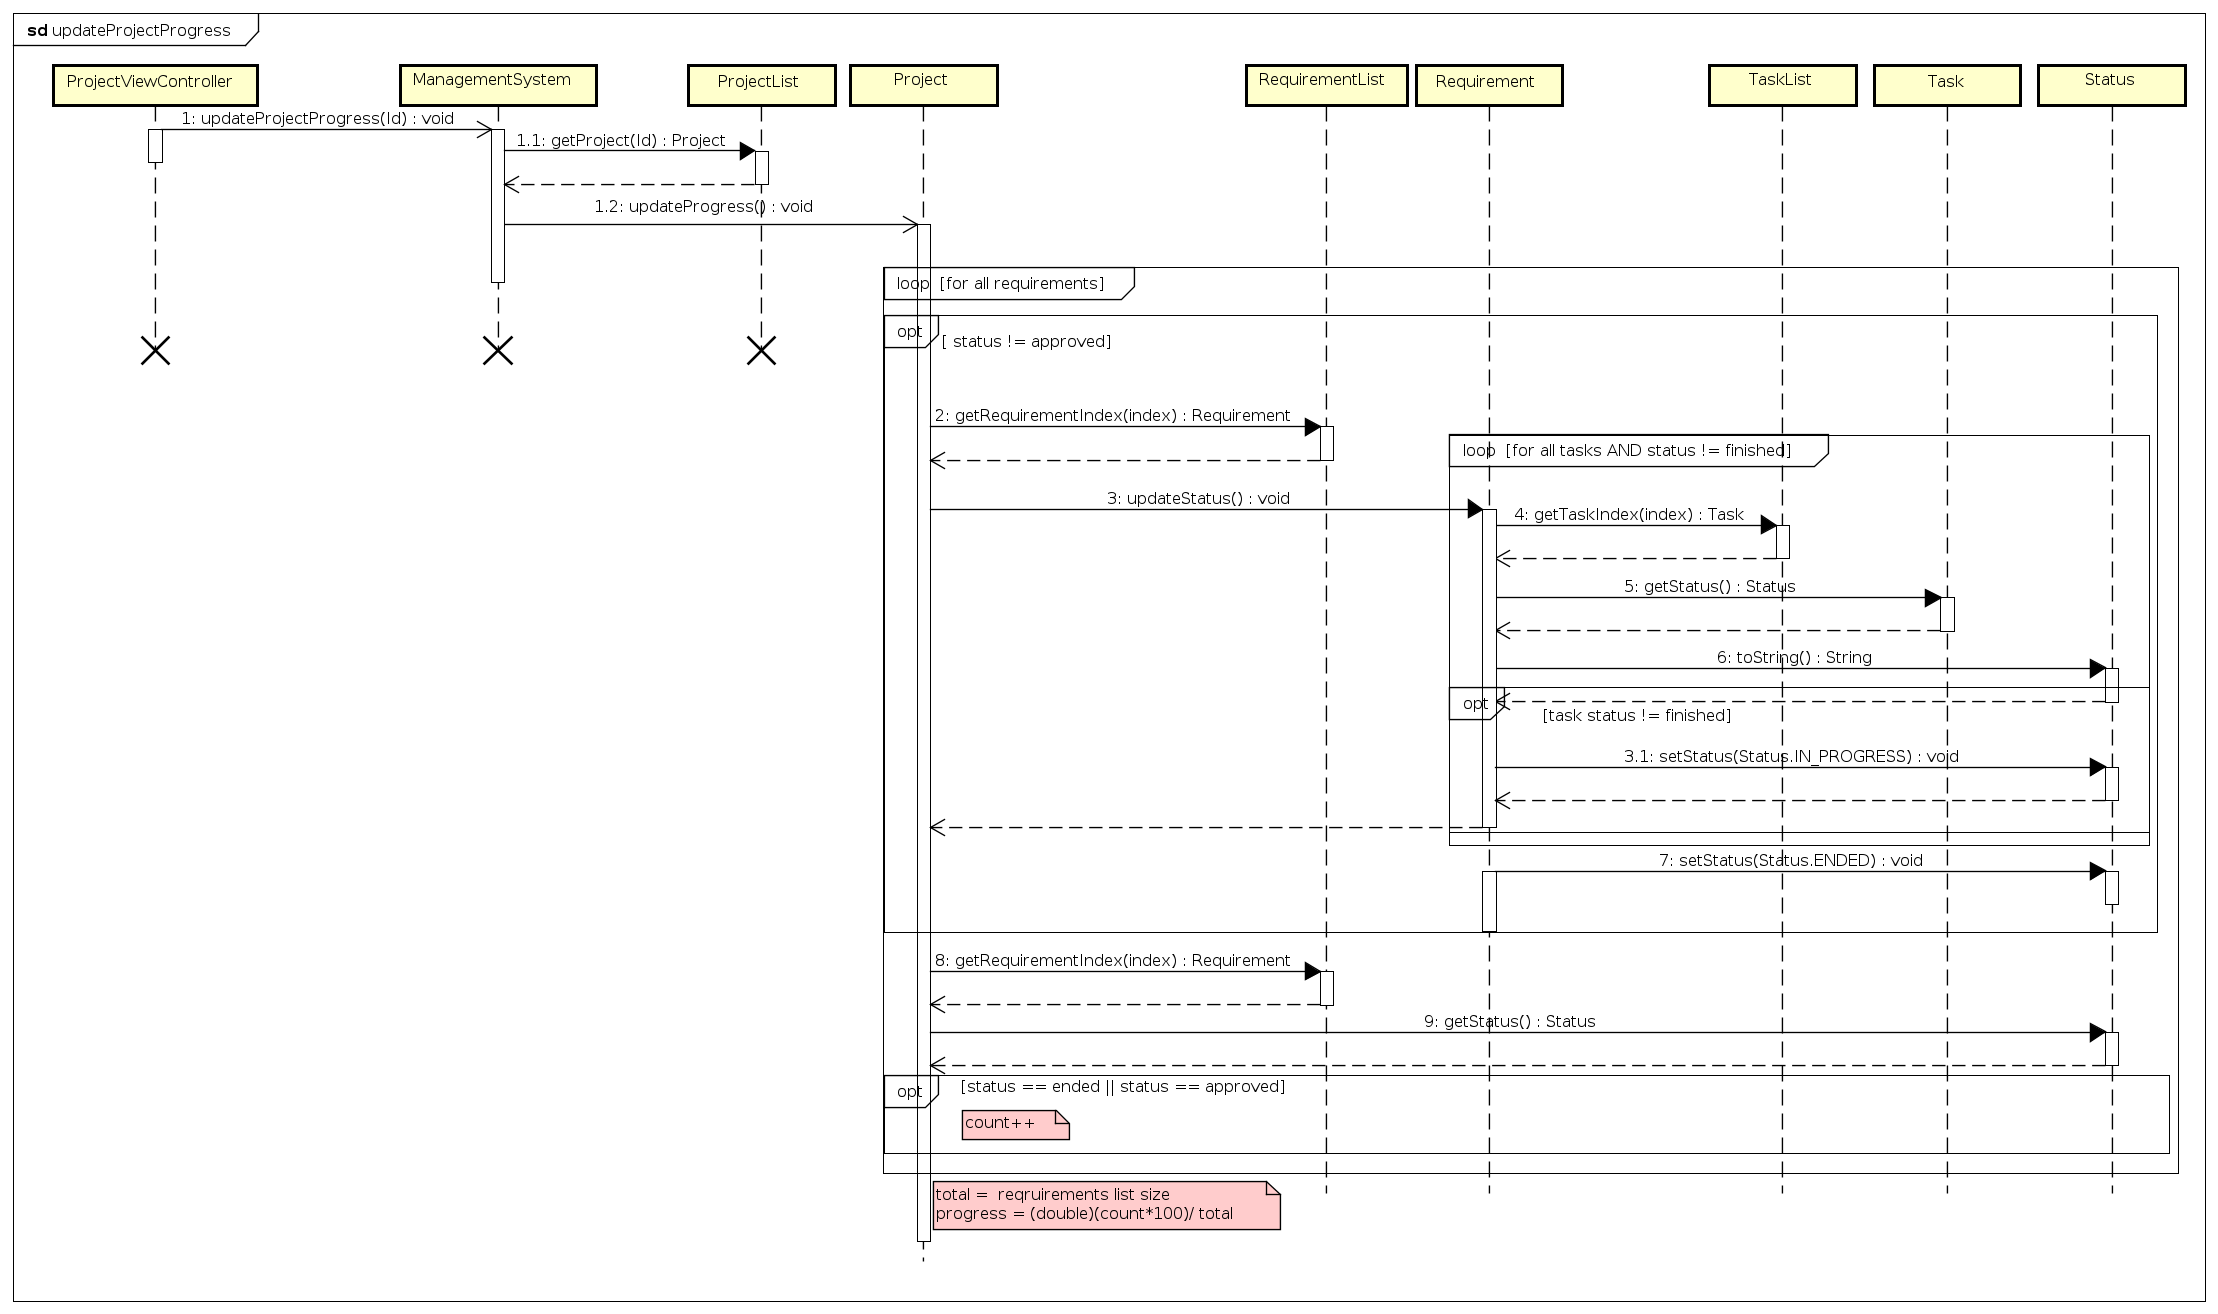 sd updateProjectProgress
ProjectViewController
ManagementSystem
ProjectList
Project
RequirementList
Requirement
TaskList
Task
Status
1: updateProjectProgress(Id) : void
1.1: getProject(Id) : Project
1.2: updateProgress() : void
loop [for all requirements]
opt
[ status != approved]
2: getRequirementIndex(index) : Requirement
loop [for all tasks AND status != finished]
3: updateStatus() : void
4: getTaskIndex(index) : Task
5: getStatus() : Status
6: toString() : String
opt
[task status != finished]
3.1: setStatus(Status.IN_PROGRESS) : void
7: setStatus(Status.ENDED) : void
8: getRequirementIndex(index) : Requirement
9: getStatus() : Status
opt
[status == ended || status == approved]
count++
total =  reqruirements list size
progress = (double)(count*100)/ total